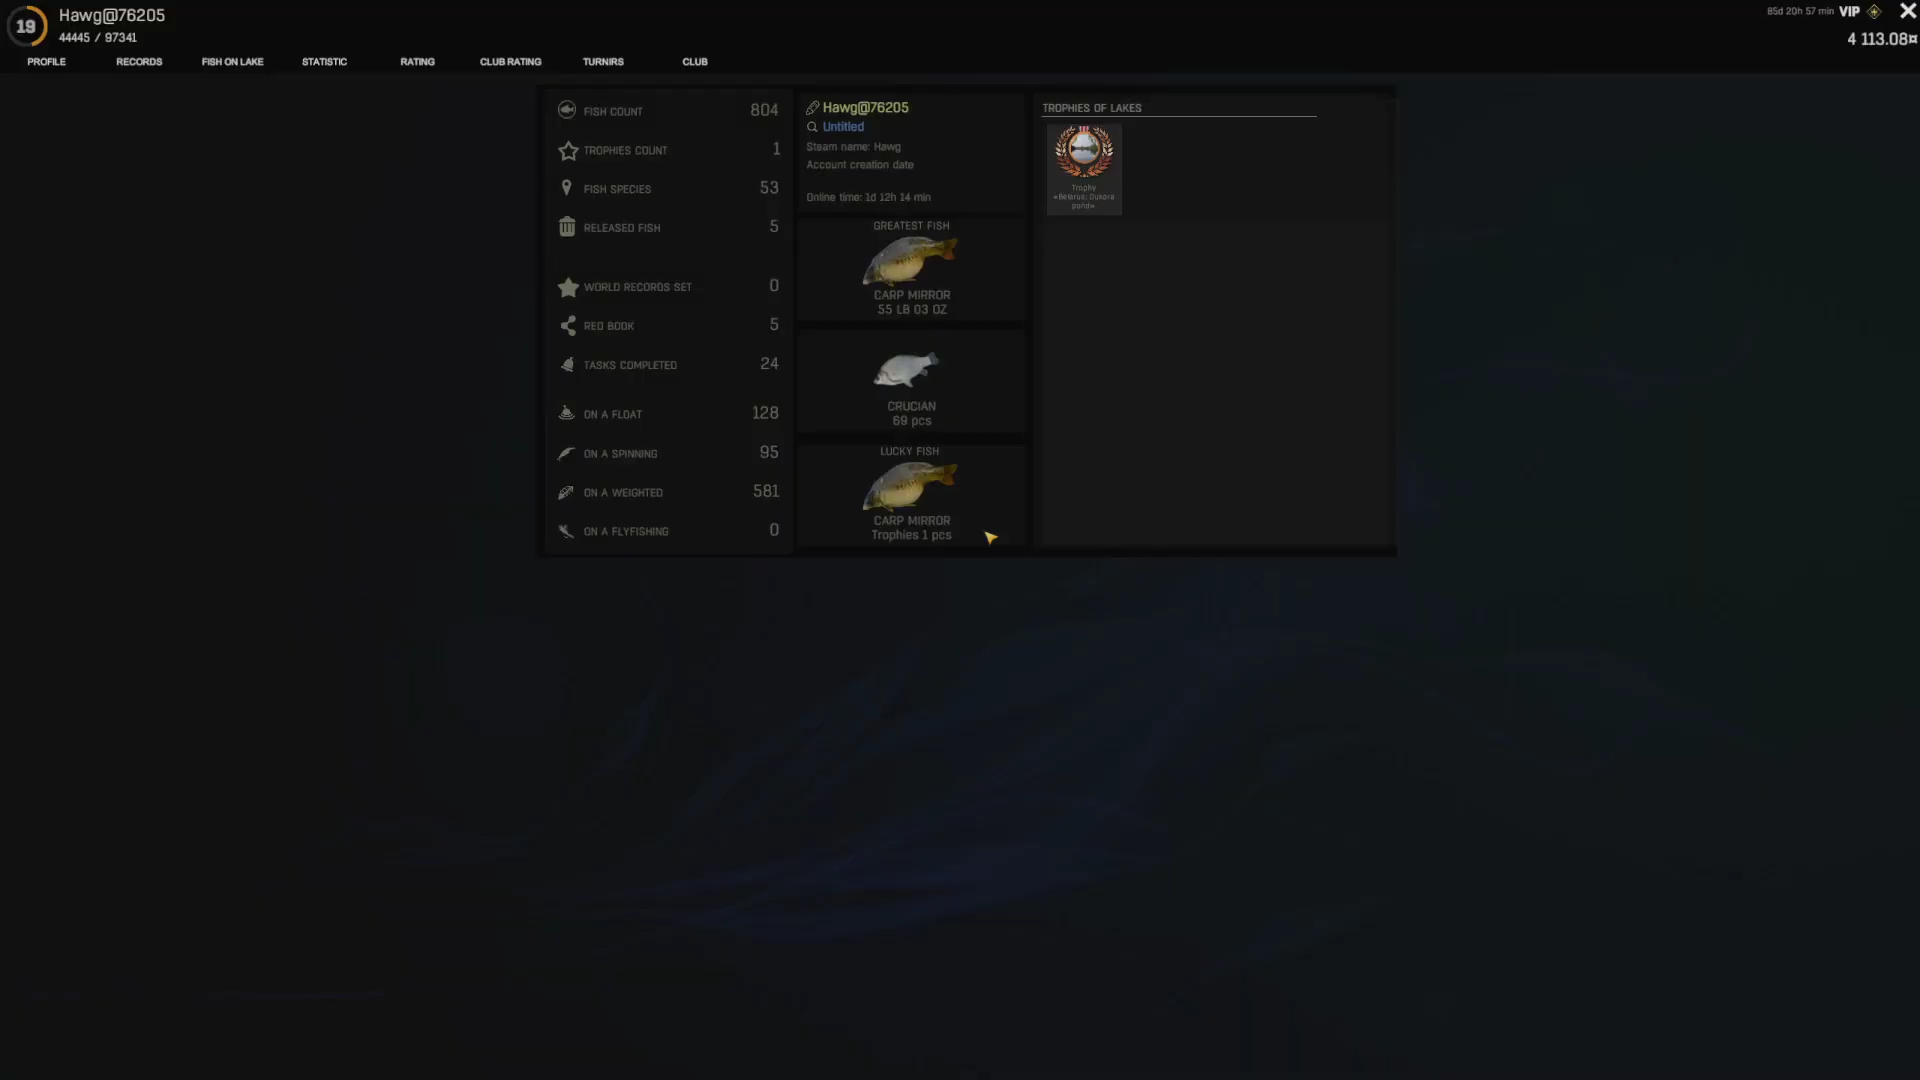 19
Hawg@76205
44445 / 97341
85d 20h 57 min VIP
4 113.08¤
PROFILE
RECORDS
FISH ON LAKE
STATISTIC
RATING
CLUB RATING
TURNIRS
CLUB
FISH COUNT 804
TROPHIES COUNT 1
FISH SPECIES 53
RELEASED FISH 5
WORLD RECORDS SET 0
RED BOOK 5
TASKS COMPLETED 24
ON A FLOAT 128
ON A SPINNING 95
ON A WEIGHTED 581
ON A FLYFISHING 0
Hawg@76205
Untitled
Steam name: Hawg
Account creation date
Online time: 1d 12h 14 min
GREATEST FISH
CARP MIRROR
55 LB 03 OZ
CRUCIAN
69 pcs
LUCKY FISH
CARP MIRROR
Trophies 1 pcs
TROPHIES OF LAKES
Trophy
«Belarus: Dukora
pond»